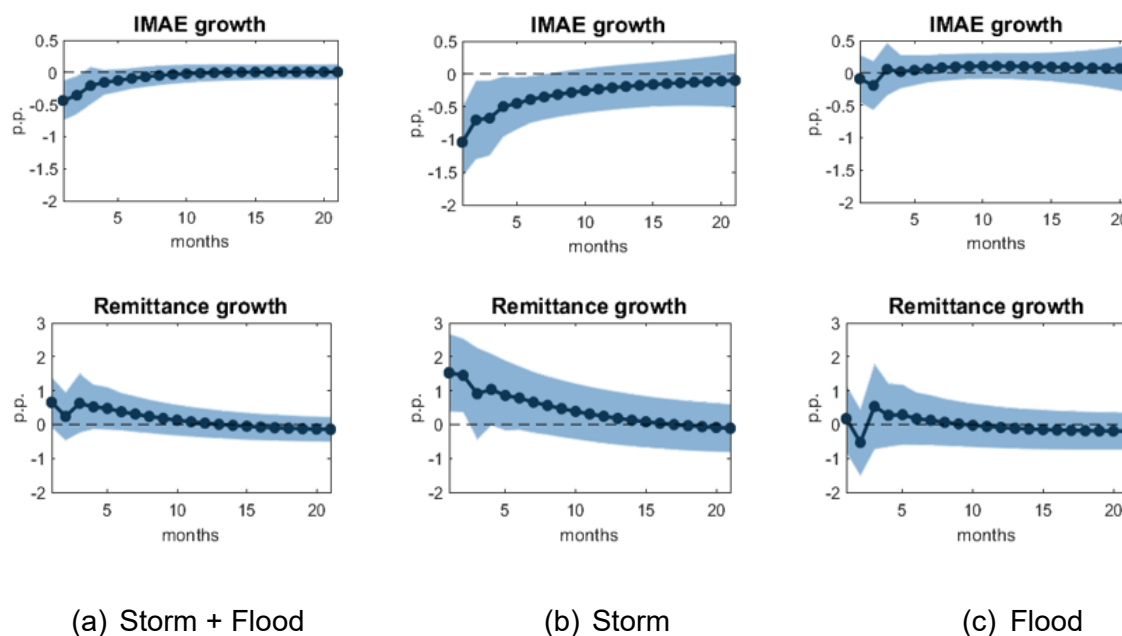 IMAE growth
0.5
0
-0.5
-1
-1.5
-2
p.p.
5 10 15 20
months
IMAE growth
0.5
0
-0.5
-1
-1.5
-2
p.p.
5 10 15 20
months
IMAE growth
0.5
0
-0.5
-1
-1.5
-2
p.p.
5 10 15 20
months
Remittance growth
3
2
1
0
-1
-2
p.p.
5 10 15 20
months
Remittance growth
3
2
1
0
-1
-2
p.p.
5 10 15 20
months
Remittance growth
3
2
1
0
-1
-2
p.p.
5 10 15 20
months
(a) Storm + Flood
(b) Storm
(c) Flood